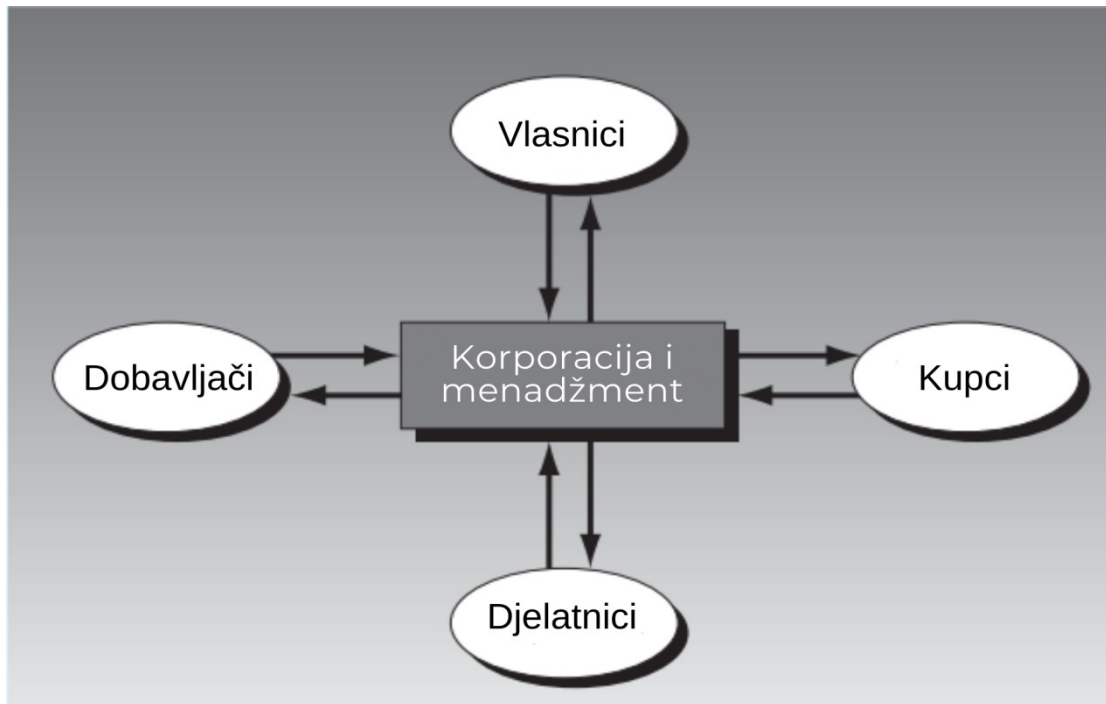 Vlasnici
Dobavljači
Korporacija i
menadžment
Kupci
Djelatnici